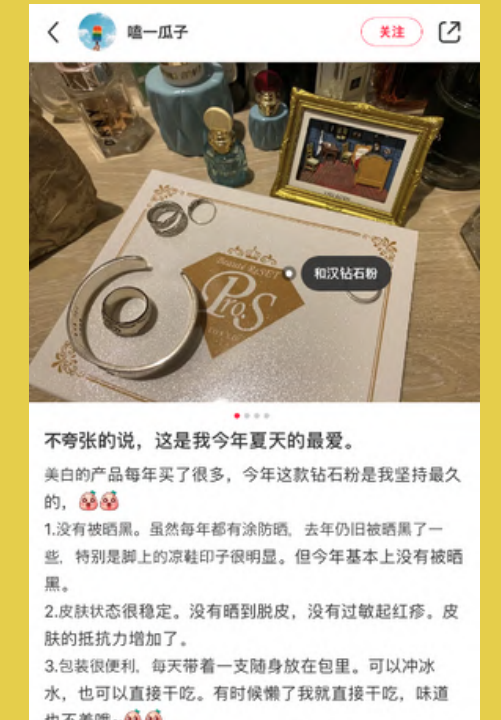 嗑一瓜子
关注
Beauté ReSET
Pro.S
和汉钻石粉
不夸张的说，这是我今年夏天的最爱。
美白的产品每年买了很多，今年这款钻石粉是我坚持最久
的，
1.没有被晒黑。虽然每年都有涂防晒，去年仍旧被晒黑了一
些，特别是脚上的凉鞋印子很明显。但今年基本上没有被晒
黑。
2.皮肤状态很稳定。没有晒到脱皮，没有过敏起红疹。皮
肤的抵抗力增加了。
3.包装很便利，每天带着一支随身放在包里。可以冲冰
水，也可以直接干吃。有时候懒了我就直接干吃，味道
也不差哦~